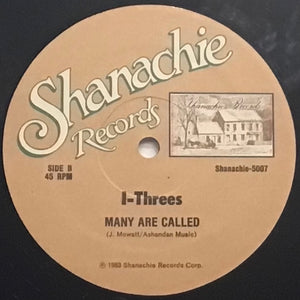 Shanachie
Records
Shanachie Records
SIDE B
45 RPM
Shanachie-5007
I-Threes
MANY ARE CALLED
(J. Mowatt/Ashandan Music)
℗ 1983 Shanachie Records Corp.